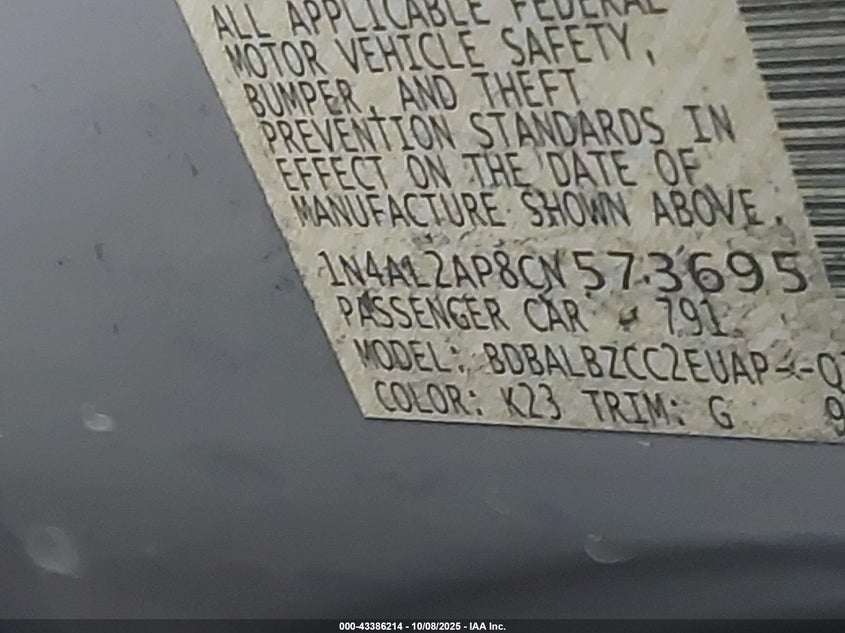 ALL APPLICABLE FEDERAL
MOTOR VEHICLE SAFETY,
BUMPER, AND THEFT
PREVENTION STANDARDS IN
EFFECT ON THE DATE OF
MANUFACTURE SHOWN ABOVE.
1N4AL2AP8CN573695
PASSENGER CAR - 791
MODEL: BDBALBZCC2EUAP--Q
COLOR: K23 TRIM: G 9
000-43386214 - 10/08/2025 - IAA Inc.